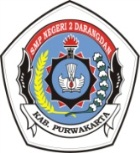 SMP NEGERI 2 DARANGDAN
KAB. PURWAKARTA